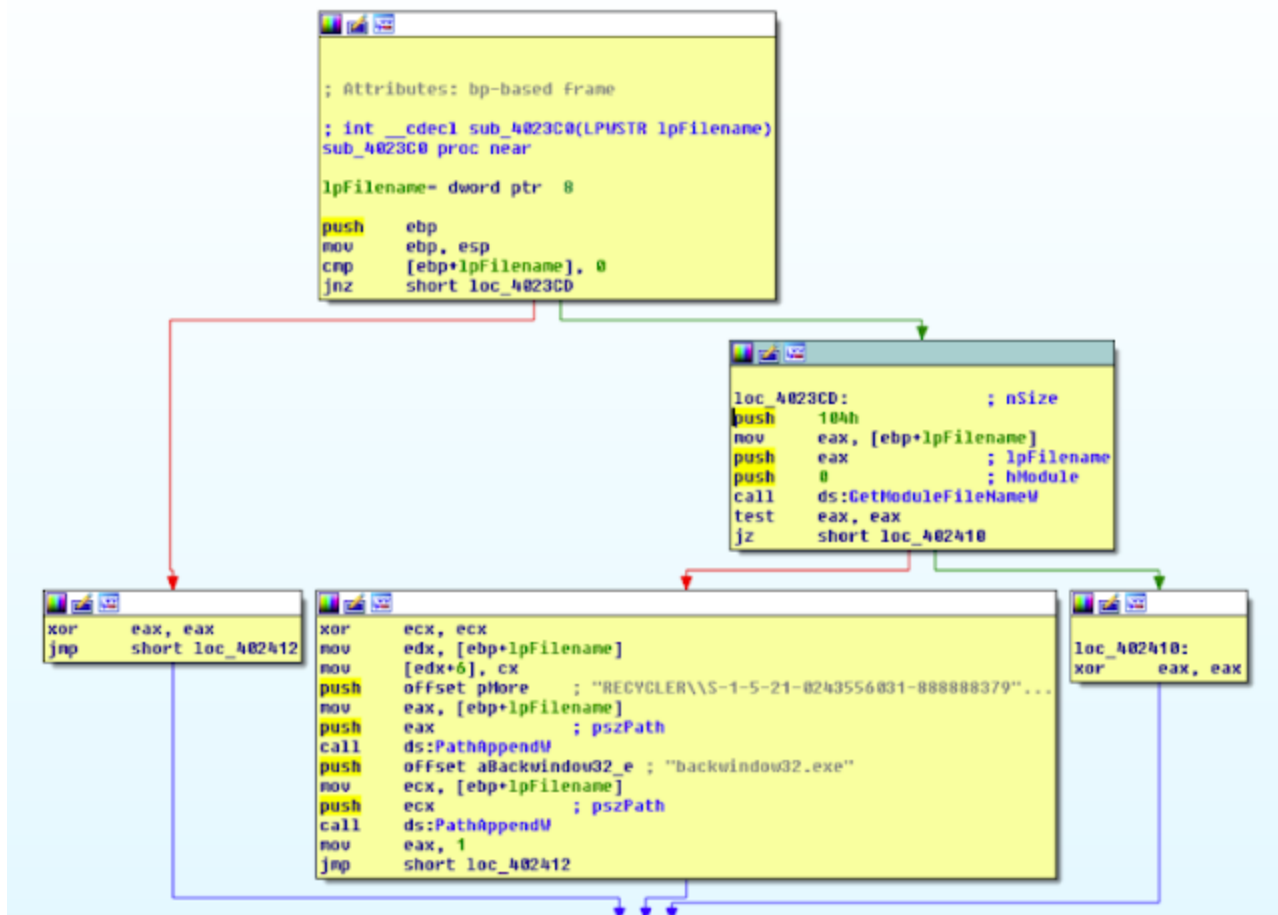 ; Attributes: bp-based frame
; int __cdecl sub_4023C0(LPWSTR lpFilename)
sub_4023C0 proc near
lpFilename= dword ptr  8
push ebp
mov ebp, esp
cmp [ebp+lpFilename], 0
jnz short loc_4023CD
loc_4023CD: ; nSize
push 104h
mov eax, [ebp+lpFilename]
push eax ; lpFilename
push 0 ; hModule
call ds:GetModuleFileNameW
test eax, eax
jz short loc_402410
xor eax, eax
jmp short loc_402412
xor ecx, ecx
mov edx, [ebp+lpFilename]
mov [edx+6], cx
push offset pMore ; "RECYCLER\\S-1-5-21-0243556031-888888379"...
mov eax, [ebp+lpFilename]
push eax ; pszPath
call ds:PathAppendW
push offset aBackwindow32_e ; "backwindow32.exe"
mov ecx, [ebp+lpFilename]
push ecx ; pszPath
call ds:PathAppendW
mov eax, 1
jmp short loc_402412
loc_402410:
xor eax, eax